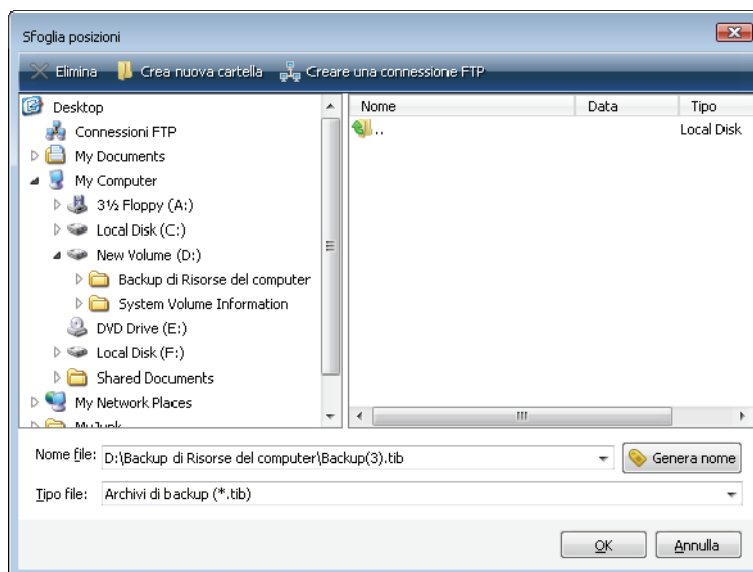 SFoglia posizioni
Elimina Crea nuova cartella Creare una connessione FTP
Desktop
Connessioni FTP
My Documents
My Computer
3½ Floppy (A:)
Local Disk (C:)
New Volume (D:)
Backup di Risorse del computer
System Volume Information
DVD Drive (E:)
Local Disk (F:)
Shared Documents
My Network Places
MyJunk
Nome Data Tipo
.. Local Disk
Nome file: D:\Backup di Risorse del computer\Backup(3).tib Genera nome
Tipo file: Archivi di backup (*.tib)
OK Annulla